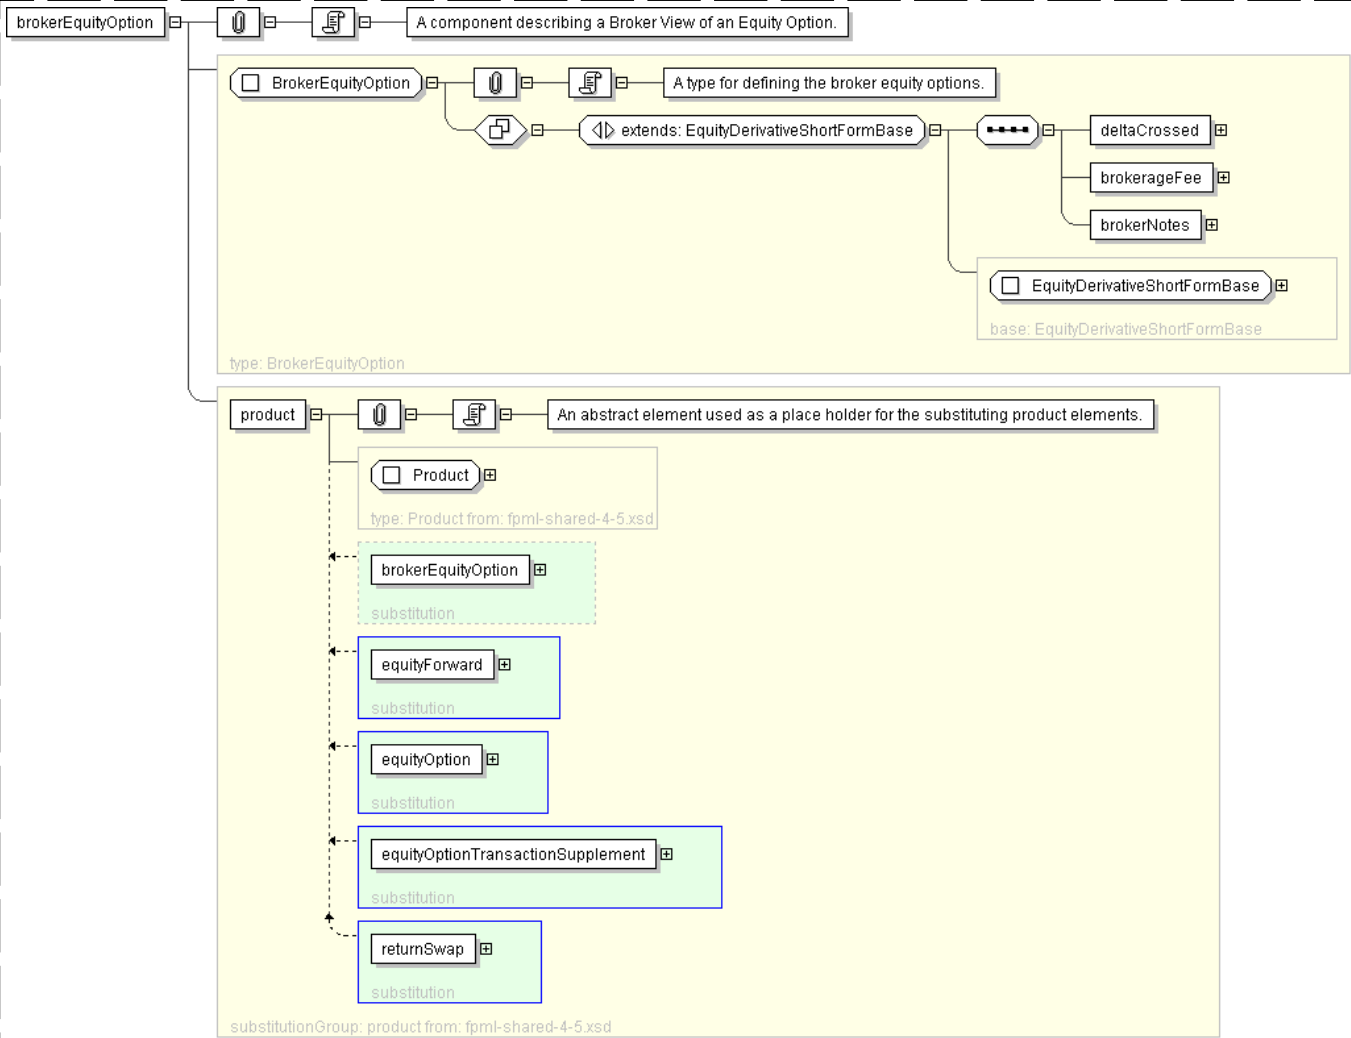 brokerEquityOption
A component describing a Broker View of an Equity Option.
BrokerEquityOption
A type for defining the broker equity options.
extends: EquityDerivativeShortFormBase
deltaCrossed
brokerageFee
brokerNotes
EquityDerivativeShortFormBase
base: EquityDerivativeShortFormBase
type: BrokerEquityOption
product
An abstract element used as a place holder for the substituting product elements.
Product
type: Product from: fpml-shared-4-5.xsd
brokerEquityOption
substitution
equityForward
substitution
equityOption
substitution
equityOptionTransactionSupplement
substitution
returnSwap
substitution
substitutionGroup: product from: fpml-shared-4-5.xsd